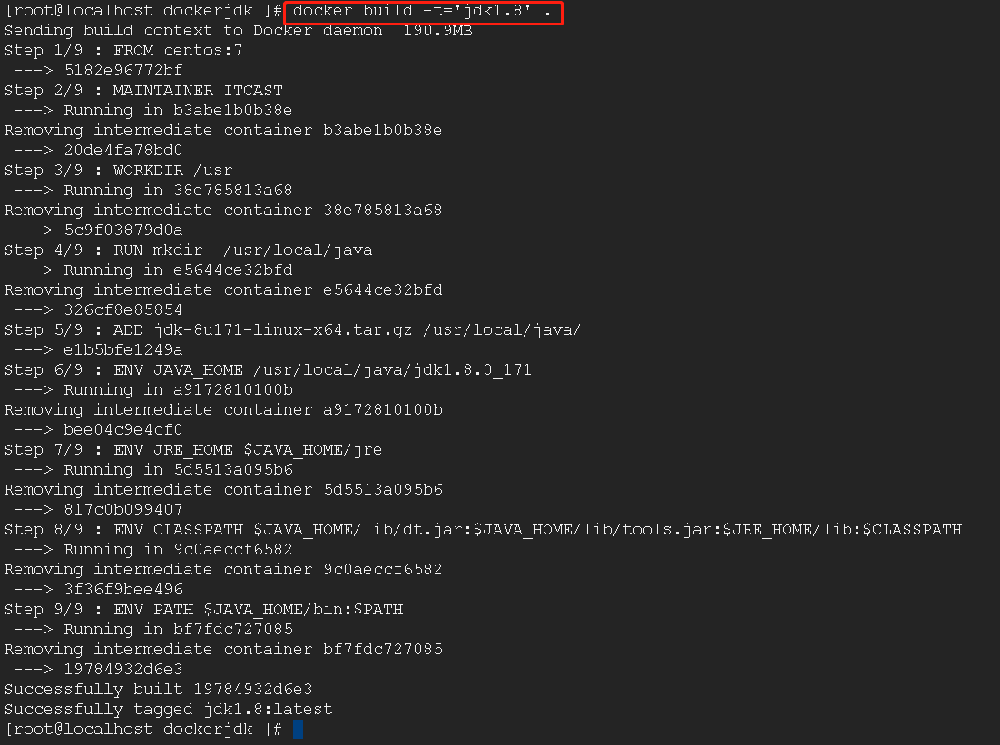 [root@localhost dockerjdk ]# docker build -t='jdk1.8' .
Sending build context to Docker daemon  190.9MB
Step 1/9 : FROM centos:7
 ---> 5182e96772bf
Step 2/9 : MAINTAINER ITCAST
 ---> Running in b3abe1b0b38e
Removing intermediate container b3abe1b0b38e
 ---> 20de4fa78bd0
Step 3/9 : WORKDIR /usr
 ---> Running in 38e785813a68
Removing intermediate container 38e785813a68
 ---> 5c9f03879d0a
Step 4/9 : RUN mkdir  /usr/local/java
 ---> Running in e5644ce32bfd
Removing intermediate container e5644ce32bfd
 ---> 326cf8e85854
Step 5/9 : ADD jdk-8u171-linux-x64.tar.gz /usr/local/java/
 ---> e1b5bfe1249a
Step 6/9 : ENV JAVA_HOME /usr/local/java/jdk1.8.0_171
 ---> Running in a9172810100b
Removing intermediate container a9172810100b
 ---> bee04c9e4cf0
Step 7/9 : ENV JRE_HOME $JAVA_HOME/jre
 ---> Running in 5d5513a095b6
Removing intermediate container 5d5513a095b6
 ---> 817c0b099407
Step 8/9 : ENV CLASSPATH $JAVA_HOME/lib/dt.jar:$JAVA_HOME/lib/tools.jar:$JRE_HOME/lib:$CLASSPATH
 ---> Running in 9c0aeccf6582
Removing intermediate container 9c0aeccf6582
 ---> 3f36f9bee496
Step 9/9 : ENV PATH $JAVA_HOME/bin:$PATH
 ---> Running in bf7fdc727085
Removing intermediate container bf7fdc727085
 ---> 19784932d6e3
Successfully built 19784932d6e3
Successfully tagged jdk1.8:latest
[root@localhost dockerjdk |#